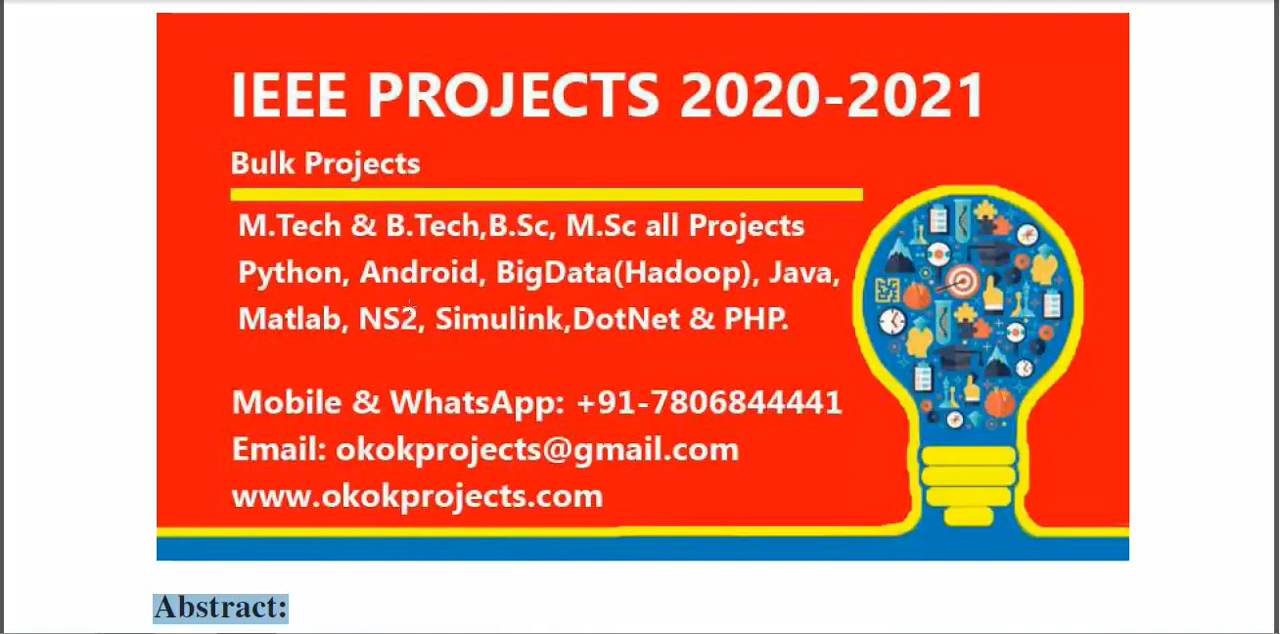 IEEE PROJECTS 2020-2021
Bulk Projects
M.Tech & B.Tech,B.Sc, M.Sc all Projects
Python, Android, BigData(Hadoop), Java,
Matlab, NS2, Simulink,DotNet & PHP.
Mobile & WhatsApp: +91-7806844441
Email: okokprojects@gmail.com
www.okokprojects.com
Abstract: